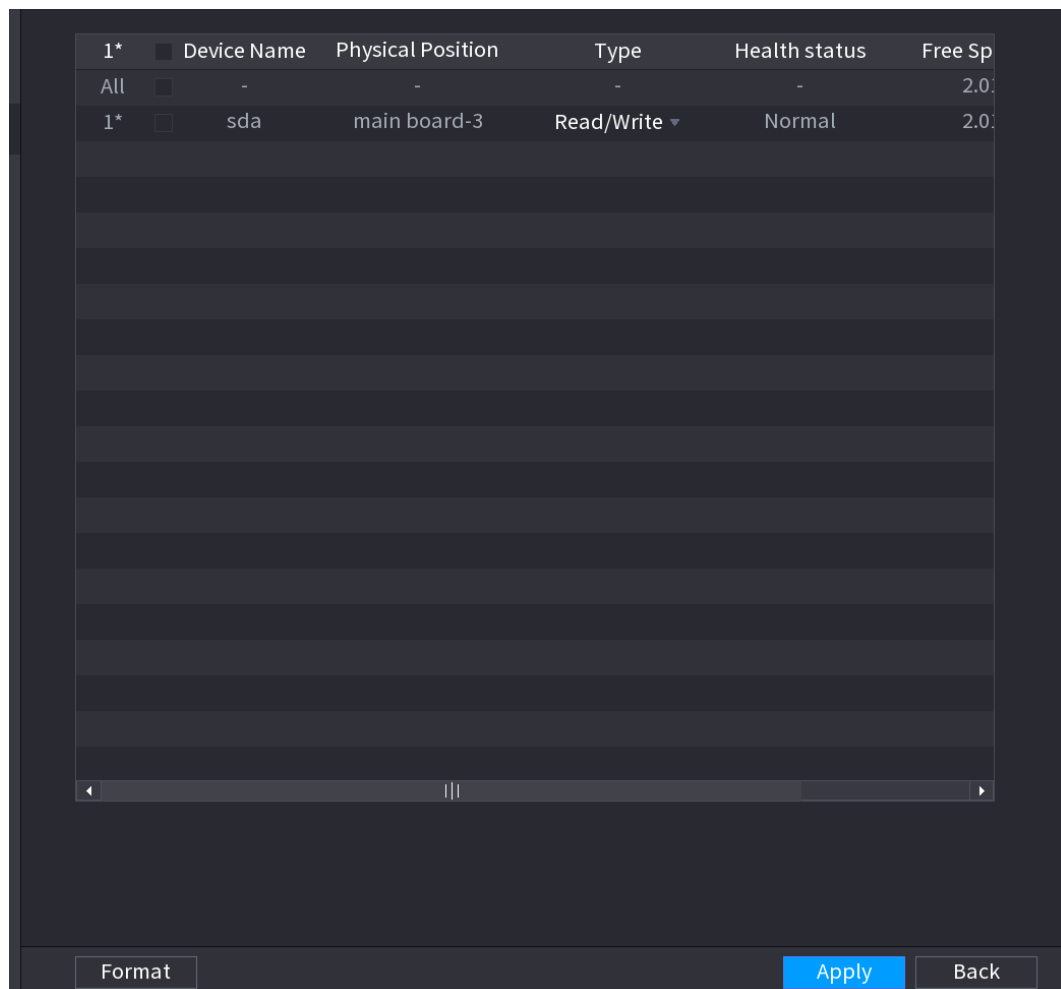 1* Device Name Physical Position Type Health status Free Sp
All - - - -
1* sda main board-3 Read/Write Normal
Format Apply Back